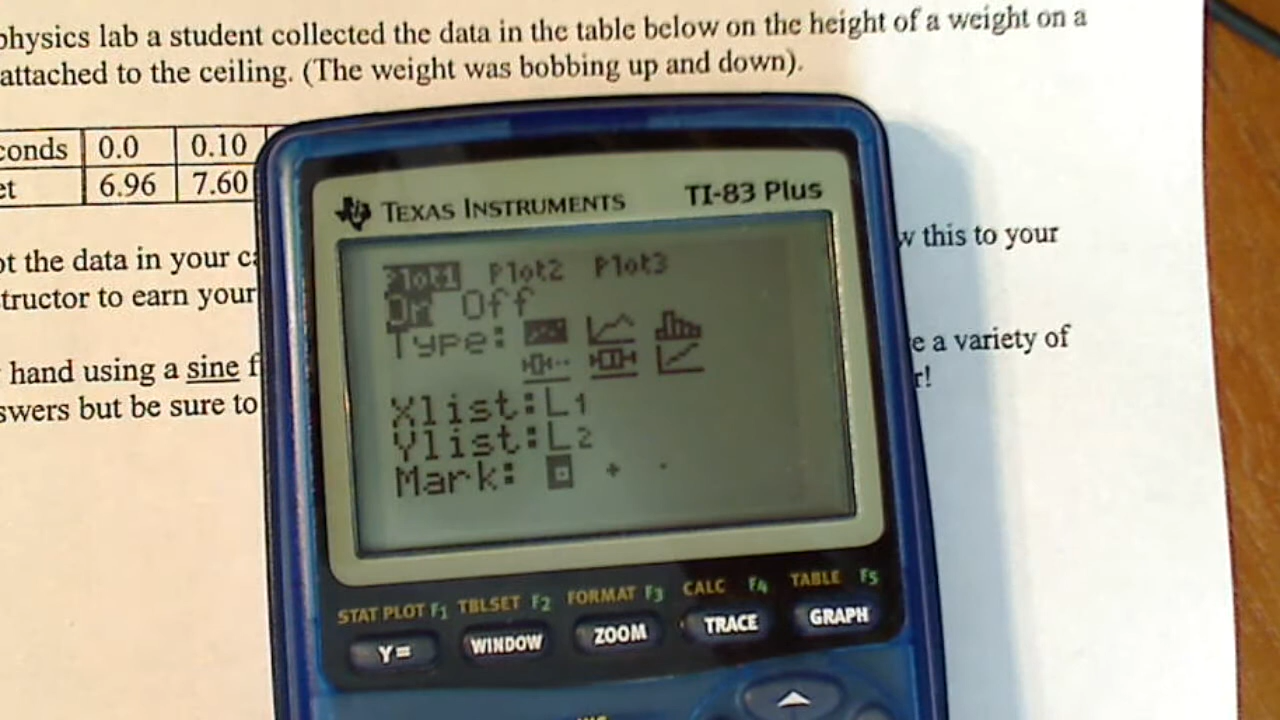 physics lab a student collected the data in the table below on the height of a weight on a
attached to the ceiling. (The weight was bobbing up and down).
conds 0.0 0.10
et 6.96 7.60
ot the data in your ca
w this to your
structor to earn your
hand using a sine f
e a variety of
swers but be sure to
r!
TEXAS INSTRUMENTS TI-83 Plus
Plot1 Plot2 Plot3
On Off
Type:
Xlist:L1
Ylist:L2
Mark: + .
STAT PLOT F1 TBLSET F2 FORMAT F3 CALC F4 TABLE F5
Y= WINDOW ZOOM TRACE GRAPH